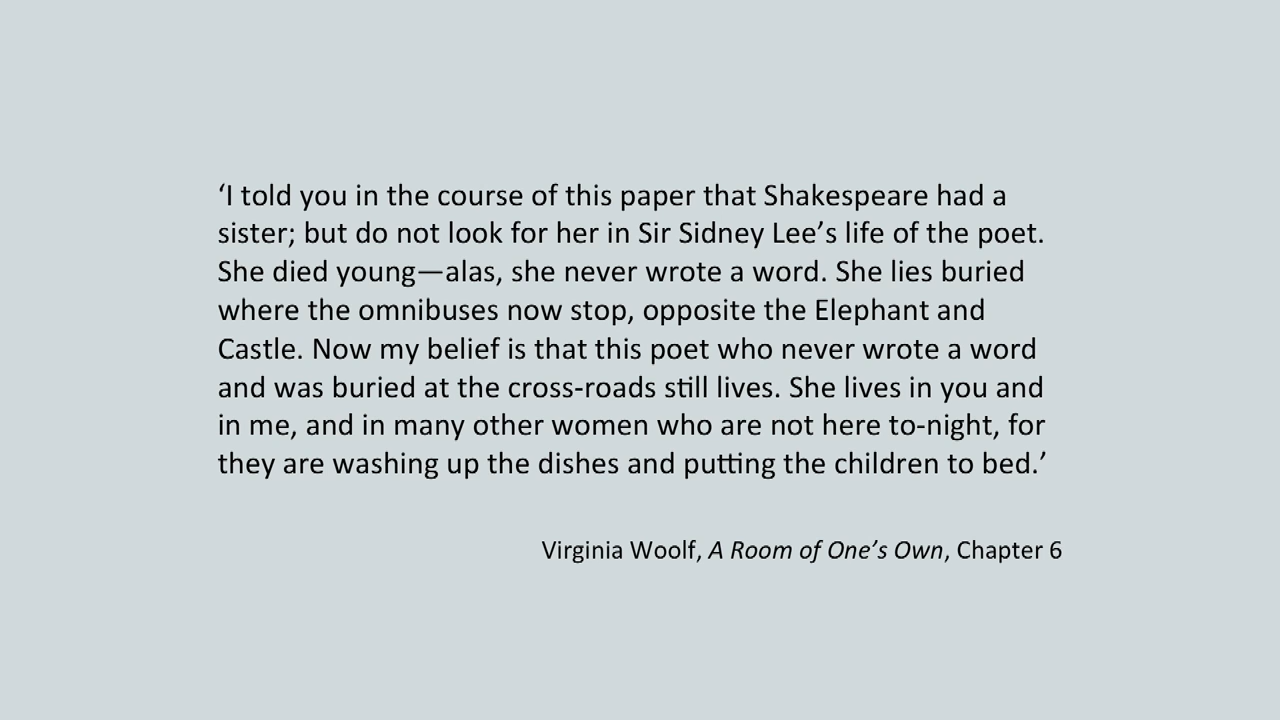 ‘I told you in the course of this paper that Shakespeare had a
sister; but do not look for her in Sir Sidney Lee’s life of the poet.
She died young—alas, she never wrote a word. She lies buried
where the omnibuses now stop, opposite the Elephant and
Castle. Now my belief is that this poet who never wrote a word
and was buried at the cross-roads still lives. She lives in you and
in me, and in many other women who are not here to-night, for
they are washing up the dishes and putting the children to bed.’
Virginia Woolf, A Room of One’s Own, Chapter 6